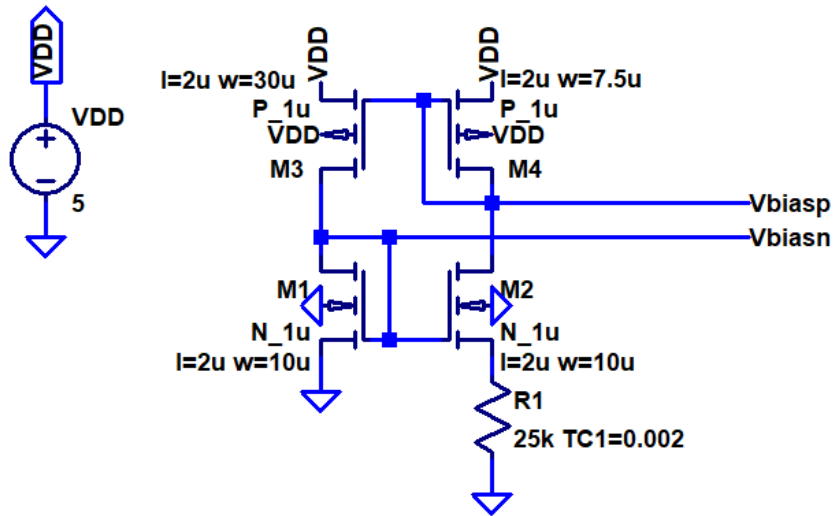 VDD
VDD
5
VDD
VDD
l=2u w=30u
l=2u w=7.5u
P_1u
P_1u
VDD
VDD
M3
M4
Vbiasp
Vbiasn
M1
M2
N_1u
N_1u
l=2u w=10u
l=2u w=10u
R1
25k TC1=0.002